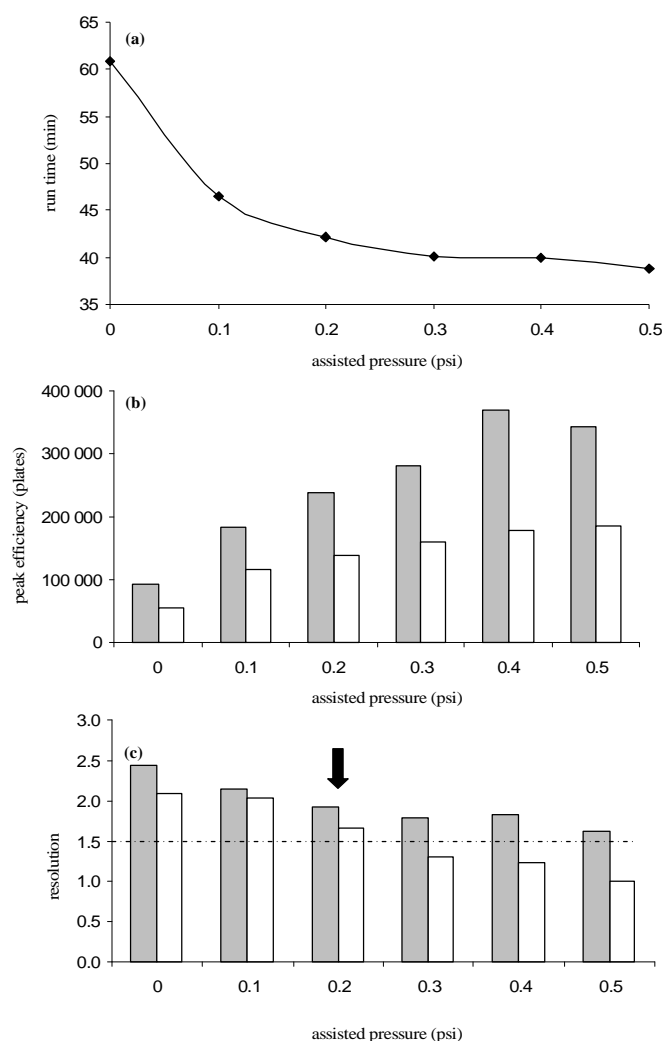 (a)
65
60
55
50
45
40
35
run time (min)
0 0.1 0.2 0.3 0.4 0.5
assisted pressure (psi)
(b)
400 000
300 000
200 000
100 000
0
peak efficiency (plates)
0 0.1 0.2 0.3 0.4 0.5
assisted pressure (psi)
(c)
3.0
2.5
2.0
1.5
1.0
0.5
0.0
resolution
0 0.1 0.2 0.3 0.4 0.5
assisted pressure (psi)